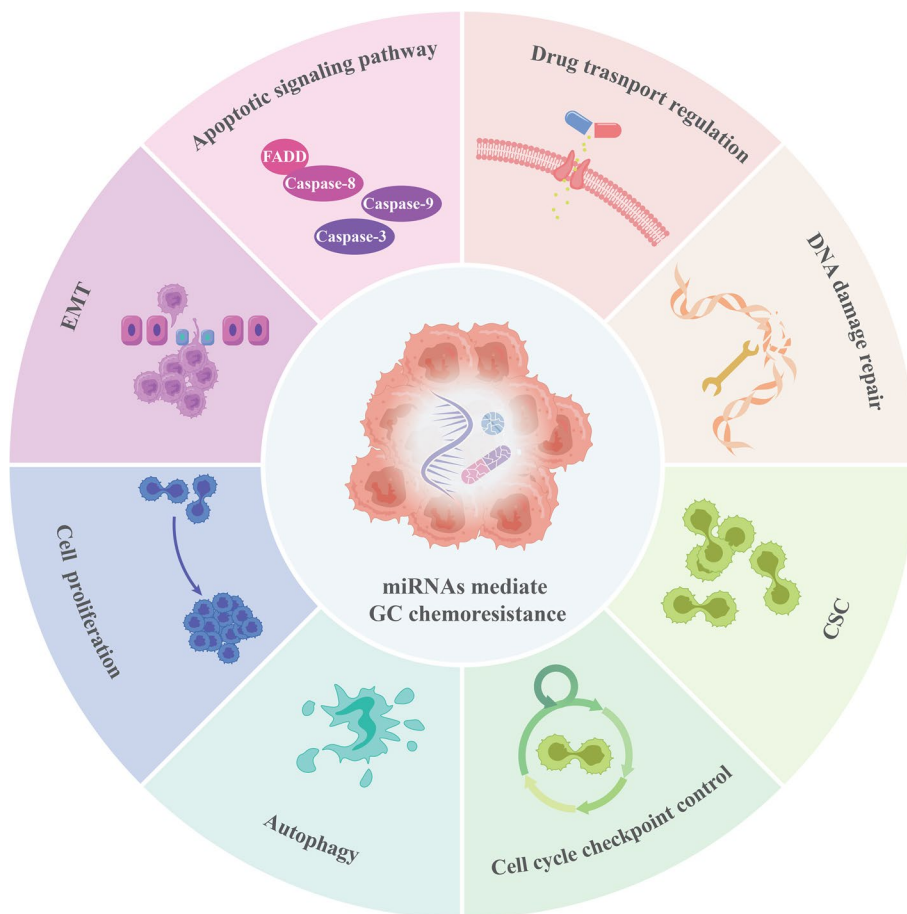 Apoptotic signaling pathway
FADD
Caspase-8
Caspase-9
Caspase-3
Drug trasnport regulation
DNA damage repair
CSC
Cell cycle checkpoint control
Autophagy
Cell proliferation
EMT
miRNAs mediate
GC chemoresistance